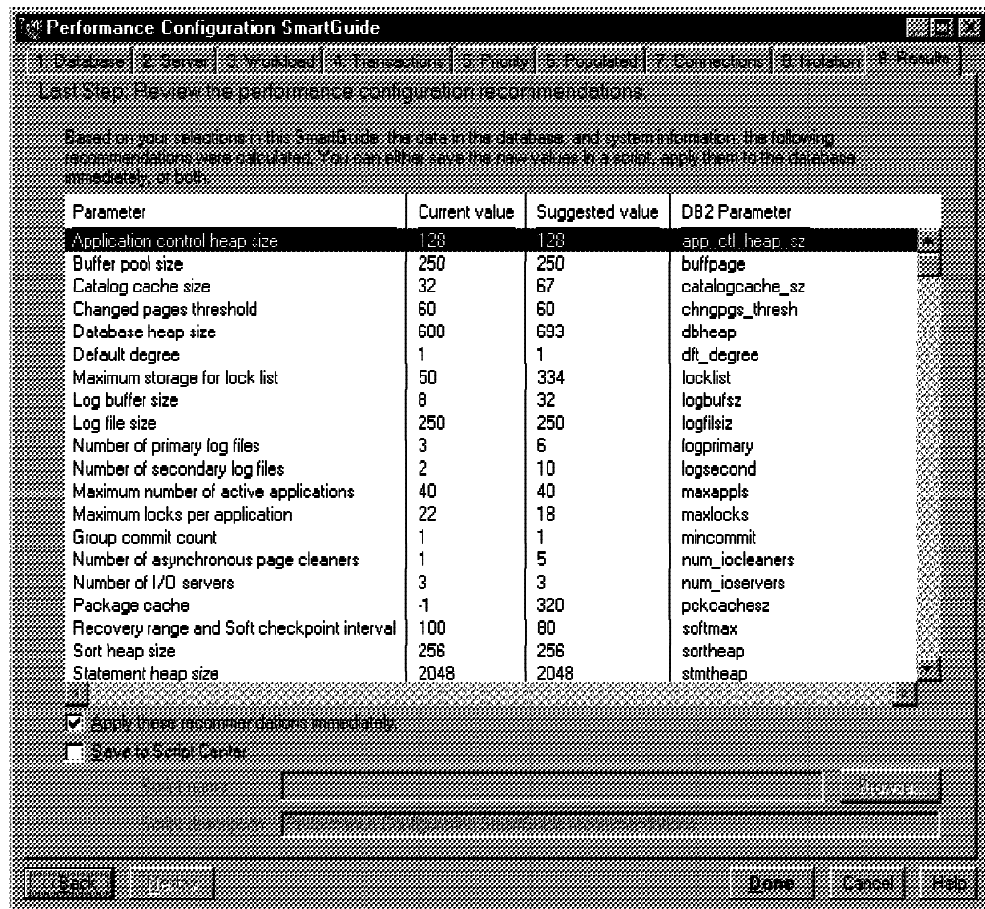 Performance Configuration SmartGuide
1. Database 2. Server 3. Workload 4. Transactions 5. Priority 6. Populated 7. Connections 8. Isolation 9. Results
Last Step: Review the performance configuration recommendations
Based on your selections in this SmartGuide, the data in the database, and system information, the following
recommendations were calculated. You can either save the new values in a script, apply them to the database
immediately, or both.
Parameter Current value Suggested value DB2 Parameter
Application control heap size 128 128 app_ctl_heap_sz
Buffer pool size 250 250 buffpage
Catalog cache size 32 67 catalogcache_sz
Changed pages threshold 60 60 chngpgs_thresh
Database heap size 600 693 dbheap
Default degree 1 1 dft_degree
Maximum storage for lock list 50 334 locklist
Log buffer size 8 32 logbufsz
Log file size 250 250 logfilsiz
Number of primary log files 3 6 logprimary
Number of secondary log files 2 10 logsecond
Maximum number of active applications 40 40 maxappls
Maximum locks per application 22 18 maxlocks
Group commit count 1 1 mincommit
Number of asynchronous page cleaners 1 5 num_iocleaners
Number of I/O servers 3 3 num_ioservers
Package cache -1 320 pckcachesz
Recovery range and Soft checkpoint interval 100 80 softmax
Sort heap size 256 256 sortheap
Statement heap size 2048 2048 stmtheap
Apply these recommendations immediately.
Save to Script Center
Browse...
Back Next Done Cancel Help